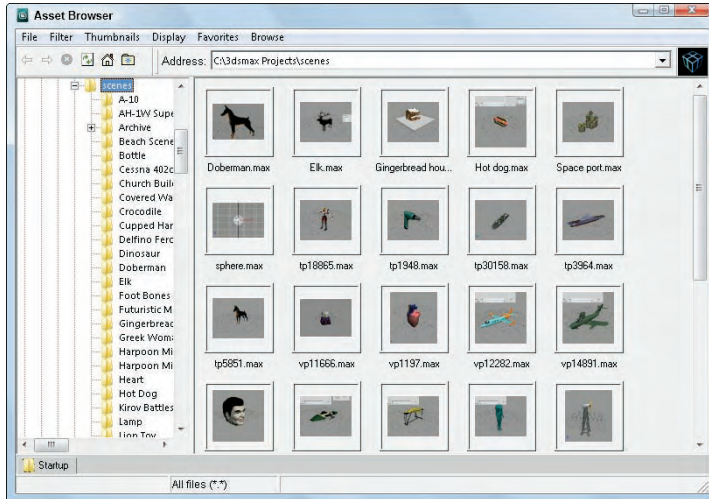 Asset Browser
File Filter Thumbnails Display Favorites Browse
Address: C:\3dsmax Projects\scenes
scenes
A-10
AH-1W Supe
Archive
Beach Scene
Bottle
Cessna 402c
Church Buil
Covered Wa
Crocodile
Cupped Har
Delfino Ferc
Dinosaur
Doberman
Elk
Foot Bones
Futuristic M
Gingerbreac
Greek Wom
Harpoon Mi
Harpoon Mi
Heart
Hot Dog
Kirov Battles
Lamp
Lion Toy
Doberman.max Elk.max Gingerbread hou... Hot dog.max Space port.max
sphere.max tp18865.max tp1948.max tp30158.max tp3964.max
tp5851.max vp11666.max vp1197.max vp12282.max vp14891.max
Startup
All files (*.*)